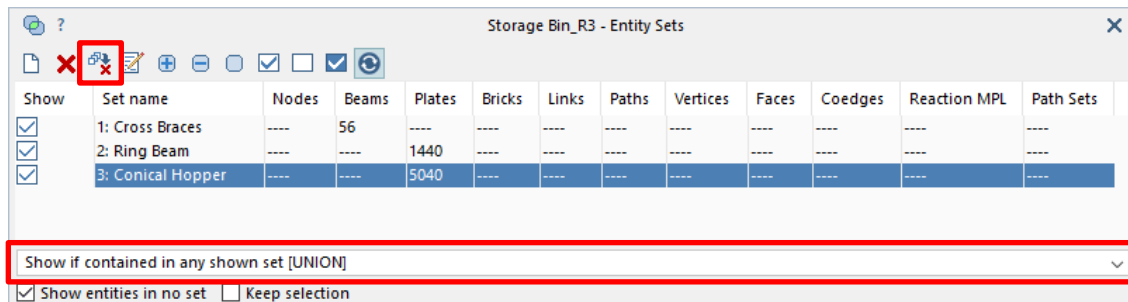 ? Storage Bin_R3 - Entity Sets
Show Set name Nodes Beams Plates Bricks Links Paths Vertices Faces Coedges Reaction MPL Path Sets
1: Cross Braces ---- 56 ---- ---- ---- ---- ---- ---- ---- ---- ----
2: Ring Beam ---- ---- 1440 ---- ---- ---- ---- ---- ---- ---- ----
3: Conical Hopper ---- ---- 5040 ---- ---- ---- ---- ---- ---- ---- ----
Show if contained in any shown set [UNION]
Show entities in no set Keep selection